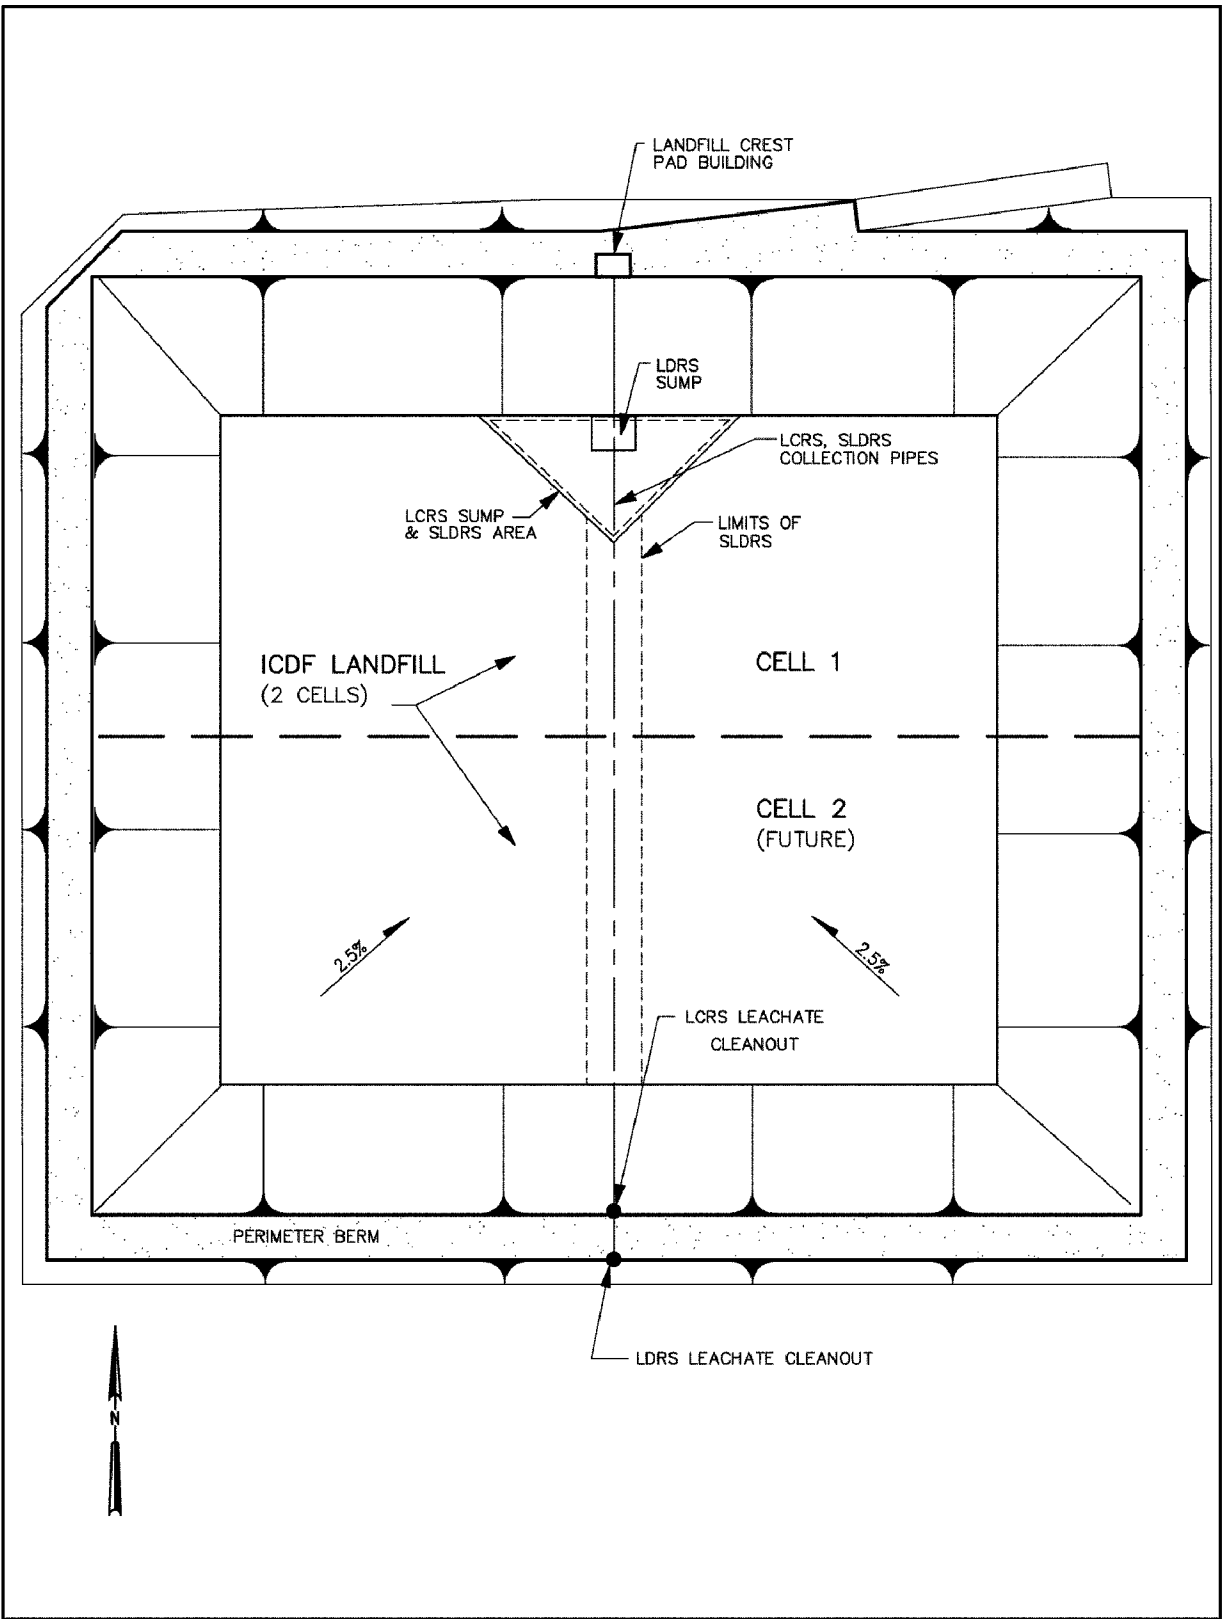 LANDFILL CREST
PAD BUILDING
LDRS
SUMP
LCRS, SLDRS
COLLECTION PIPES
LCRS SUMP
& SLDRS AREA
LIMITS OF
SLDRS
ICDF LANDFILL
(2 CELLS)
CELL 1
CELL 2
(FUTURE)
2.5%
2.5%
LCRS LEACHATE
CLEANOUT
PERIMETER BERM
LDRS LEACHATE CLEANOUT
N